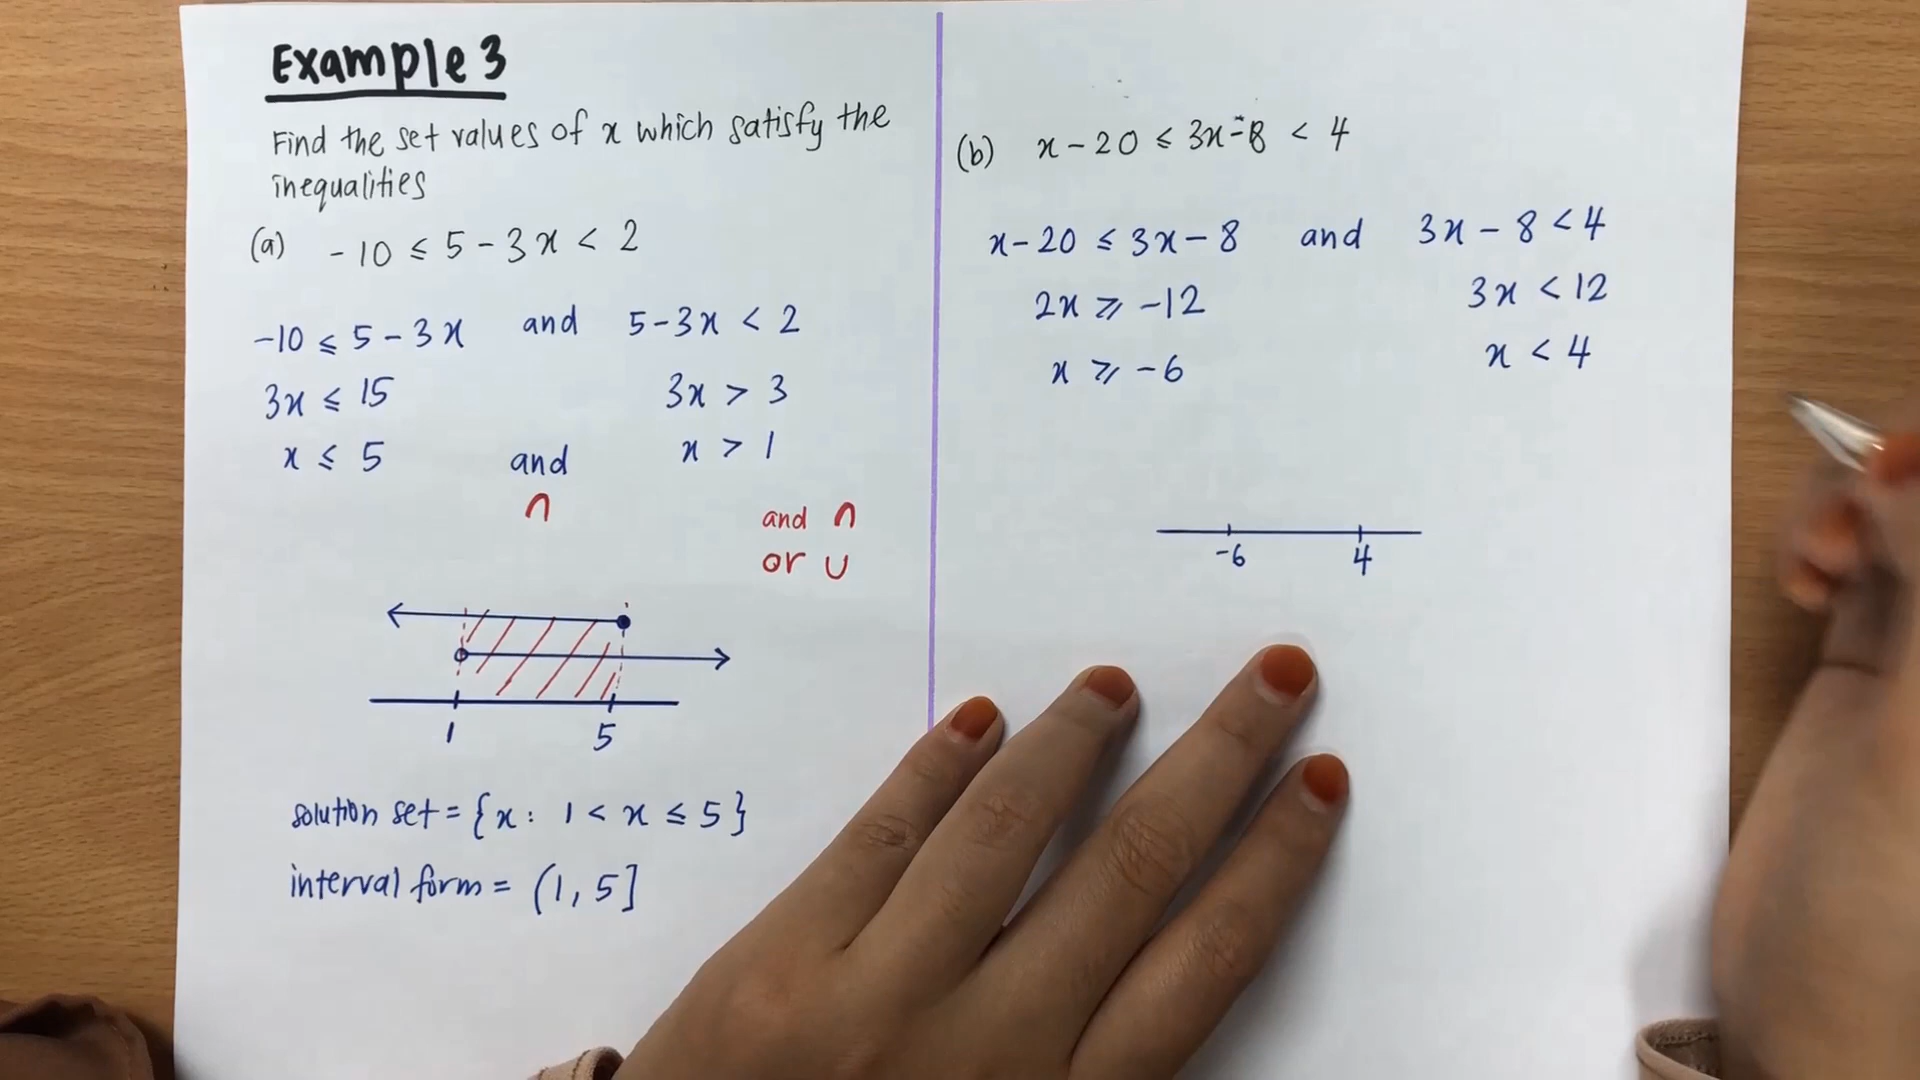 Example 3
Find the set values of x which satisfy the
inequalities
(a) -10 ≤ 5 - 3x < 2
-10 ≤ 5 - 3x and 5 - 3x < 2
3x ≤ 15 3x > 3
x ≤ 5 and x > 1
∩
and ∩
or ∪
1 5
solution set = {x : 1 < x ≤ 5}
interval form = (1, 5]
(b) x - 20 ≤ 3x - 8 < 4
x - 20 ≤ 3x - 8 and 3x - 8 < 4
2x ≥ -12 3x < 12
x ≥ -6 x < 4
-6 4